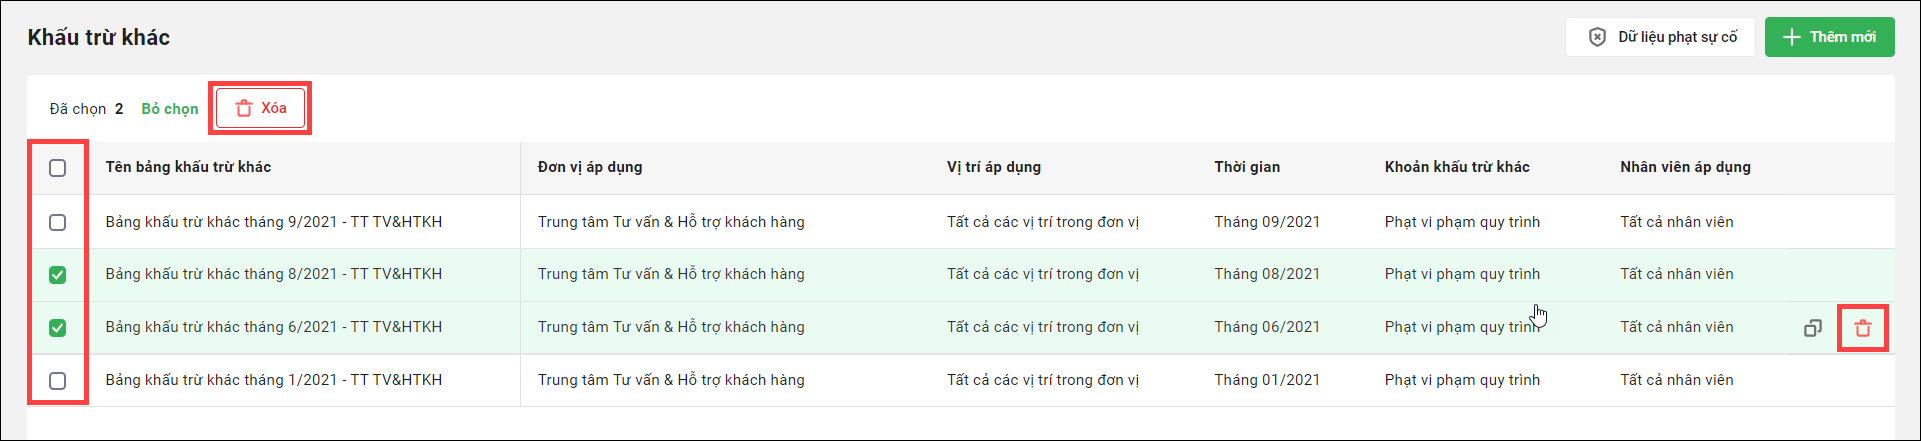 Khấu trừ khác
Dữ liệu phạt sự cố
Thêm mới
Đã chọn 2 Bỏ chọn Xóa
Tên bảng khấu trừ khác Đơn vị áp dụng Vị trí áp dụng Thời gian Khoản khấu trừ khác Nhân viên áp dụng
Bảng khấu trừ khác tháng 9/2021 - TT TV&HTKH Trung tâm Tư vấn & Hỗ trợ khách hàng Tất cả các vị trí trong đơn vị Tháng 09/2021 Phạt vi phạm quy trình Tất cả nhân viên
Bảng khấu trừ khác tháng 8/2021 - TT TV&HTKH Trung tâm Tư vấn & Hỗ trợ khách hàng Tất cả các vị trí trong đơn vị Tháng 08/2021 Phạt vi phạm quy trình Tất cả nhân viên
Bảng khấu trừ khác tháng 6/2021 - TT TV&HTKH Trung tâm Tư vấn & Hỗ trợ khách hàng Tất cả các vị trí trong đơn vị Tháng 06/2021 Phạt vi phạm quy trình Tất cả nhân viên
Bảng khấu trừ khác tháng 1/2021 - TT TV&HTKH Trung tâm Tư vấn & Hỗ trợ khách hàng Tất cả các vị trí trong đơn vị Tháng 01/2021 Phạt vi phạm quy trình Tất cả nhân viên